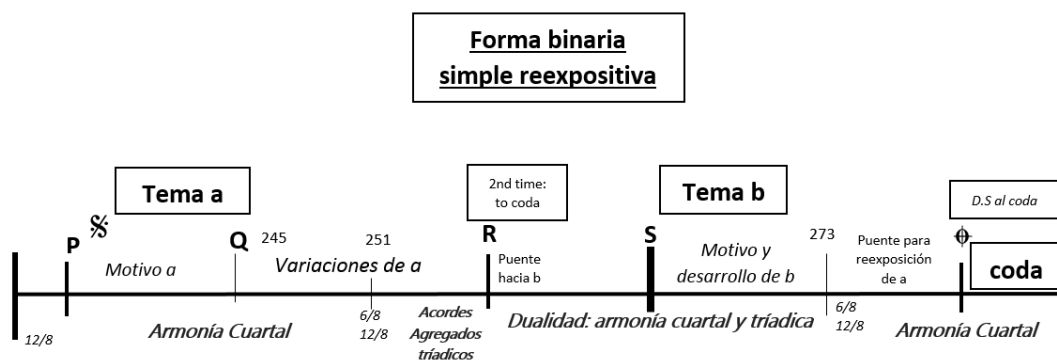 Forma binaria
simple reexpositiva
Tema a
2nd time:
to coda
Tema b
D.S al coda
P
Q
245
251
R
S
273
Motivo a
Variaciones de a
Puente
hacia b
Motivo y
desarrollo de b
Puente para
reexposición
de a
coda
12/8
Armonía Cuartal
6/8
12/8
Acordes
Agregados
tríadicos
Dualidad: armonía cuartal y tríadica
6/8
12/8
Armonía Cuartal